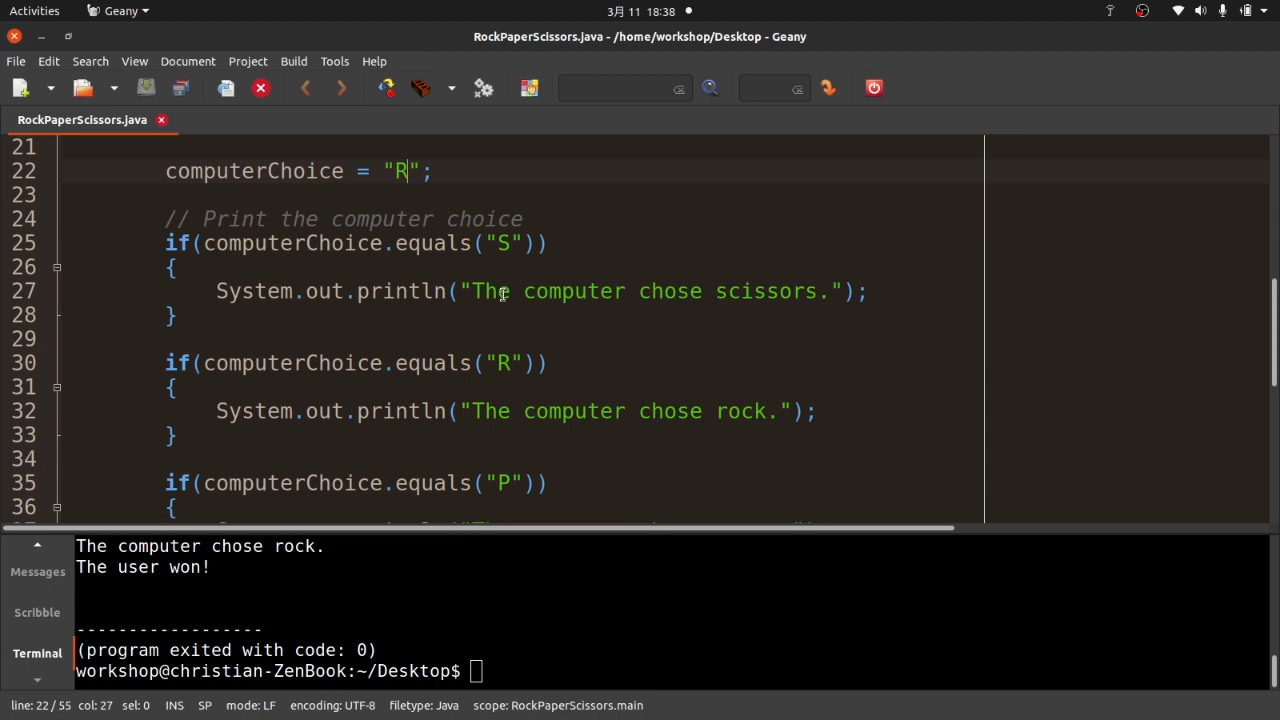 Activities Geany 3月 11 18:38
RockPaperScissors.java - /home/workshop/Desktop - Geany
File Edit Search View Document Project Build Tools Help
RockPaperScissors.java
21
22 computerChoice = "R";
23
24 // Print the computer choice
25 if(computerChoice.equals("S"))
26 {
27 System.out.println("The computer chose scissors.");
28 }
29
30 if(computerChoice.equals("R"))
31 {
32 System.out.println("The computer chose rock.");
33 }
34
35 if(computerChoice.equals("P"))
36 {
The computer chose rock.
The user won!
Messages
Scribble
------------------
(program exited with code: 0)
Terminal
workshop@christian-ZenBook:~/Desktop$
line: 22 / 55 col: 27 sel: 0 INS SP mode: LF encoding: UTF-8 filetype: Java scope: RockPaperScissors.main